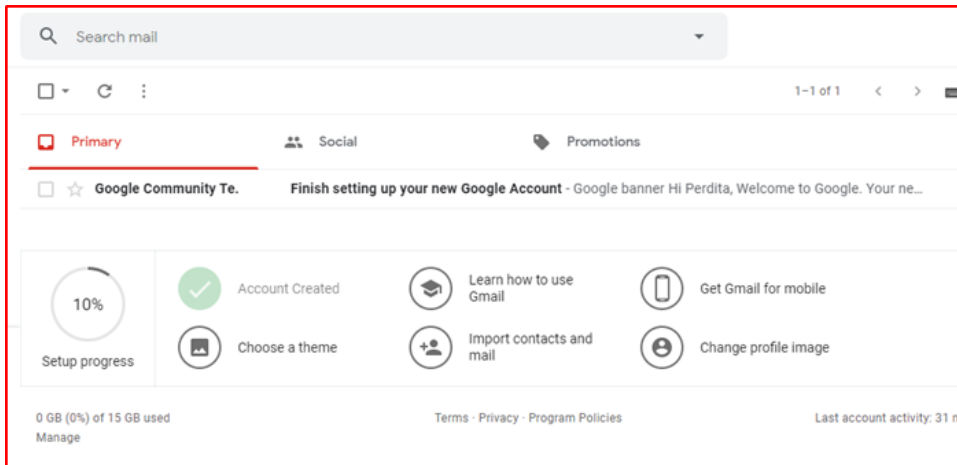 Search mail
1–1 of 1
Primary Social Promotions
Google Community Te. Finish setting up your new Google Account - Google banner Hi Perdita, Welcome to Google. Your ne...
10%
Setup progress
Account Created
Learn how to use
Gmail
Get Gmail for mobile
Choose a theme
Import contacts and
mail
Change profile image
0 GB (0%) of 15 GB used
Manage
Terms · Privacy · Program Policies
Last account activity: 31